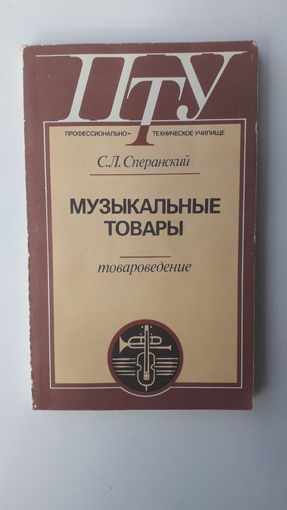 ПТУ
ПРОФЕССИОНАЛЬНО-ТЕХНИЧЕСКОЕ УЧИЛИЩЕ
С.Л. Сперанский
МУЗЫКАЛЬНЫЕ
ТОВАРЫ
товароведение